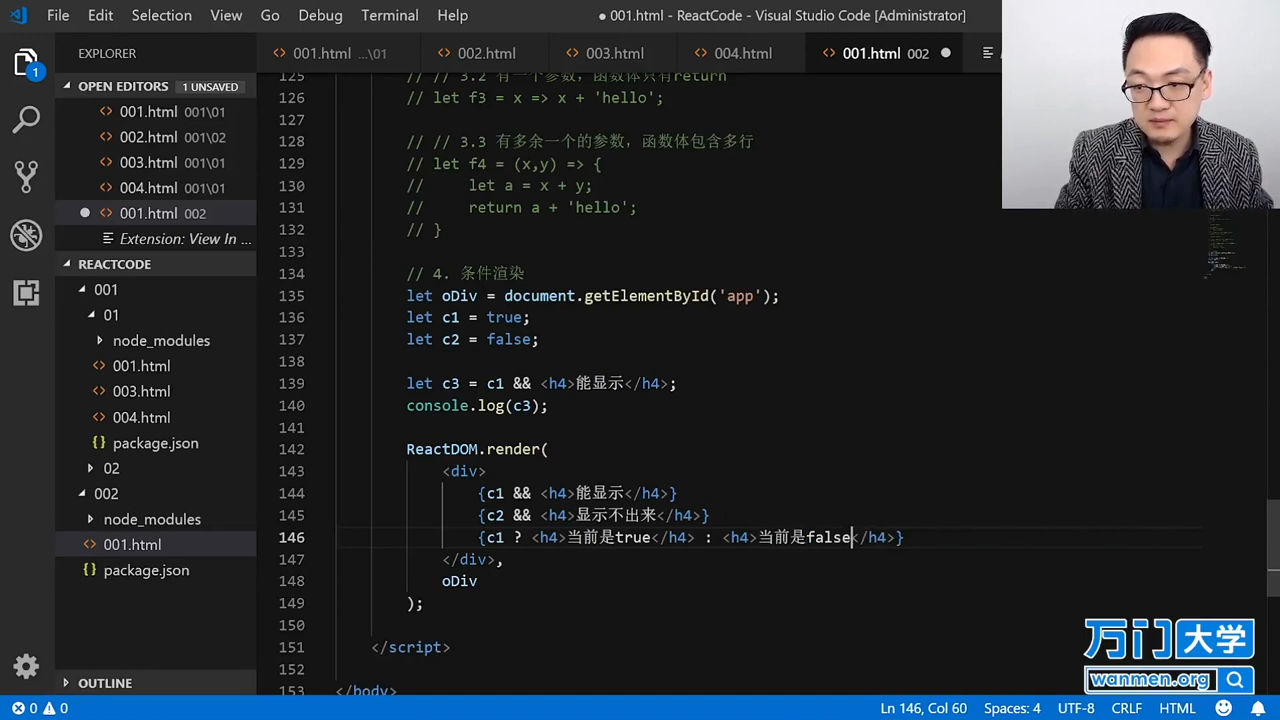 File Edit Selection View Go Debug Terminal Help
● 001.html - ReactCode - Visual Studio Code [Administrator]
EXPLORER
001.html ...\01
002.html
003.html
004.html
001.html 002 ●
1
OPEN EDITORS 1 UNSAVED
001.html 001\01
002.html 001\02
003.html 001\01
004.html 001\01
001.html 002
Extension: View In ...
REACTCODE
001
01
node_modules
001.html
003.html
004.html
package.json
02
002
node_modules
001.html
package.json
OUTLINE
125 // // 3.2 有一个参数，函数体只有return
126 // let f3 = x => x + 'hello';
127
128 // // 3.3 有多余一个的参数，函数体包含多行
129 // let f4 = (x,y) => {
130 //     let a = x + y;
131 //     return a + 'hello';
132 // }
133
134 // 4. 条件渲染
135 let oDiv = document.getElementById('app');
136 let c1 = true;
137 let c2 = false;
138
139 let c3 = c1 && <h4>能显示</h4>;
140 console.log(c3);
141
142 ReactDOM.render(
143 <div>
144 {c1 && <h4>能显示</h4>}
145 {c2 && <h4>显示不出来</h4>}
146 {c1 ? <h4>当前是true</h4> : <h4>当前是false</h4>}
147 </div>,
148 oDiv
149 );
150
151 </script>
152
153 </body>
万门大学
wanmen.org
0 0 Ln 146, Col 60 Spaces: 4 UTF-8 CRLF HTML